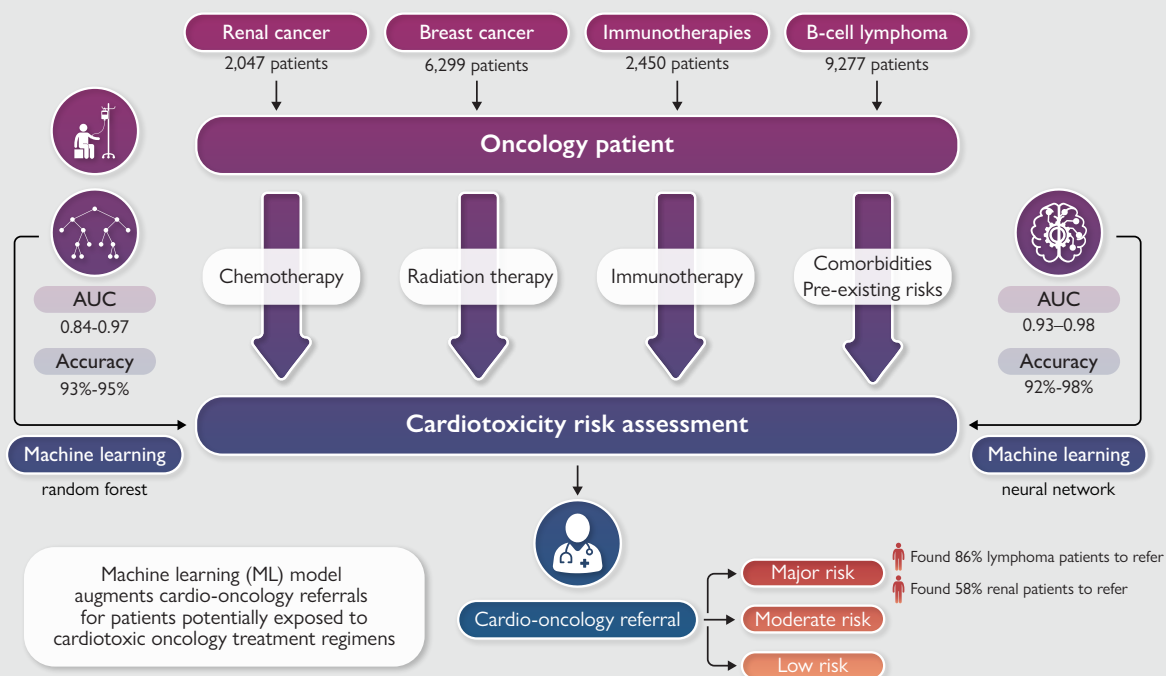 Renal cancer
2,047 patients
Breast cancer
6,299 patients
Immunotherapies
2,450 patients
B-cell lymphoma
9,277 patients
Oncology patient
Chemotherapy
Radiation therapy
Immunotherapy
Comorbidities
Pre-existing risks
AUC
0.84-0.97
Accuracy
93%-95%
AUC
0.93–0.98
Accuracy
92%-98%
Cardiotoxicity risk assessment
Machine learning
random forest
Machine learning
neural network
Machine learning (ML) model
augments cardio-oncology referrals
for patients potentially exposed to
cardiotoxic oncology treatment regimens
Cardio-oncology referral
Major risk
Found 86% lymphoma patients to refer
Found 58% renal patients to refer
Moderate risk
Low risk